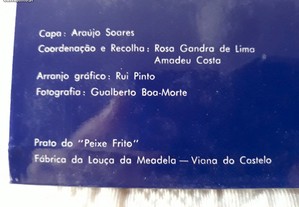 Capa: Araújo Soares
Coordenação e Recolha: Rosa Gandra de Lima
Amadeu Costa
Arranjo gráfico: Rui Pinto
Fotografia: Gualberto Boa-Morte
Prato do "Peixe Frito"
Fábrica da Louça da Meadela — Viana do Castelo